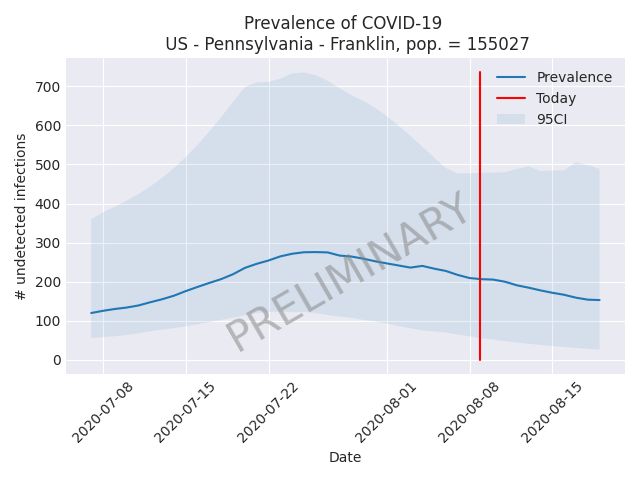 Prevalence of COVID-19
US - Pennsylvania - Franklin, pop. = 155027
Prevalence
Today
95CI
# undetected infections
700
600
500
400
300
200
100
0
PRELIMINARY
2020-07-08
2020-07-15
2020-07-22
2020-08-01
2020-08-08
2020-08-15
Date